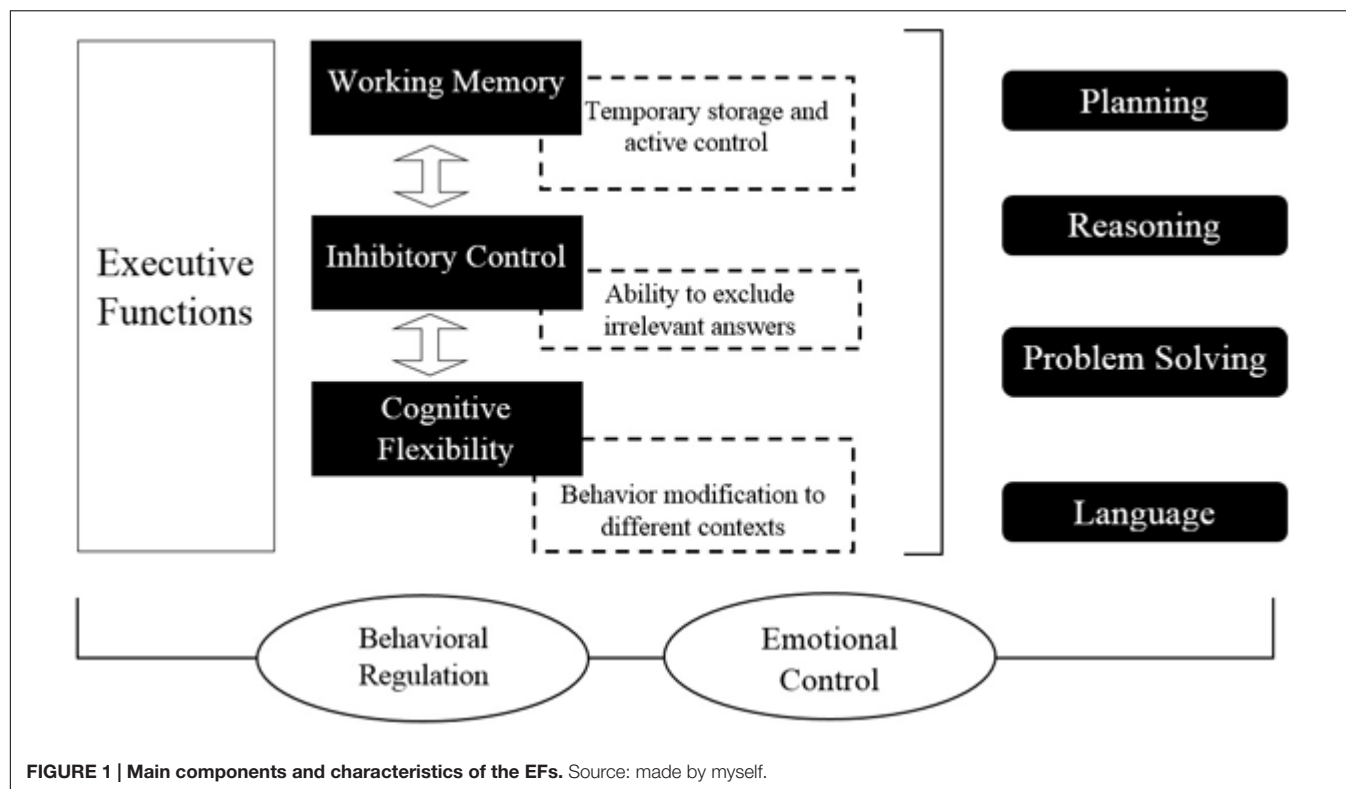 Executive
Functions
Working Memory
Temporary storage and
active control
Inhibitory Control
Ability to exclude
irrelevant answers
Cognitive
Flexibility
Behavior modification to
different contexts
Planning
Reasoning
Problem Solving
Language
Behavioral
Regulation
Emotional
Control
FIGURE 1 | Main components and characteristics of the EFs. Source: made by myself.